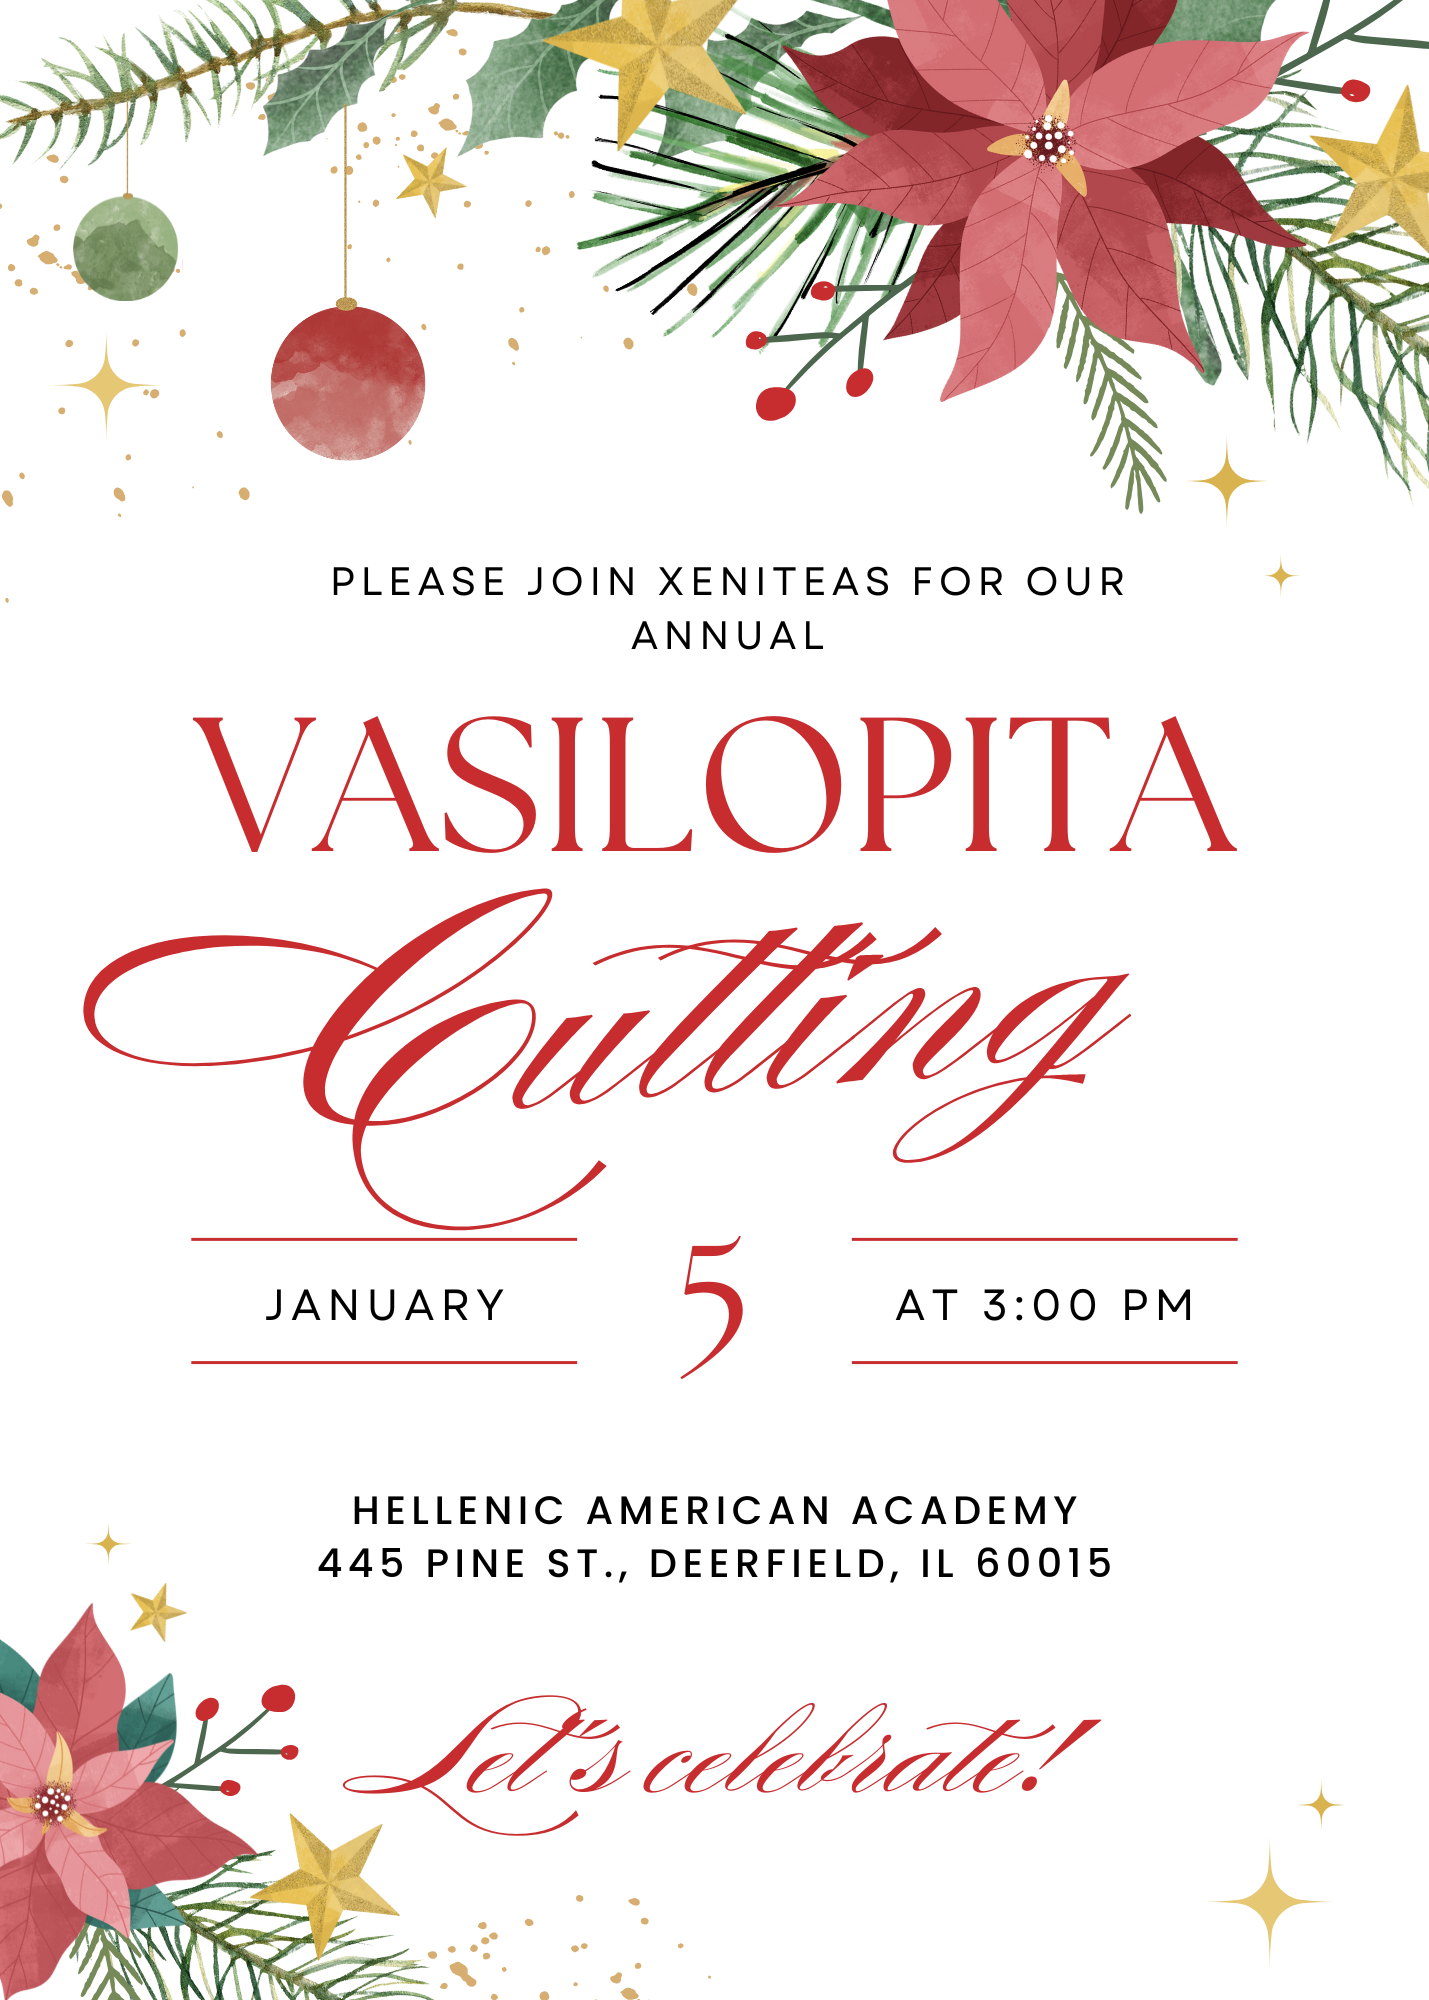 PLEASE JOIN XENITEAS FOR OUR
ANNUAL
VASILOPITA
Cutting
JANUARY 5 AT 3:00 PM
HELLENIC AMERICAN ACADEMY
445 PINE ST., DEERFIELD, IL 60015
Let's celebrate!